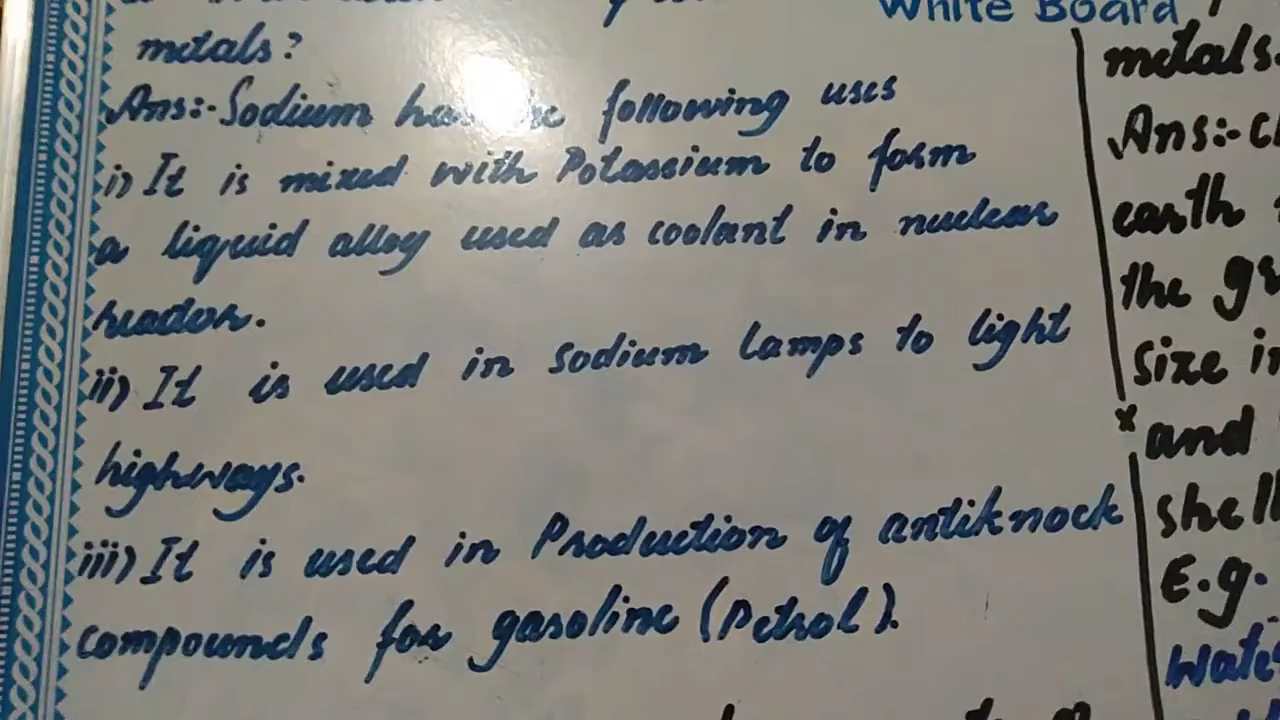 White Board
metals?
Ans:- Sodium has the following uses
i) It is mixed with Potassium to form
a liquid alloy used as coolant in nuclear
reactor.
ii) It is used in sodium lamps to light
highways.
iii) It is used in Production of antiknock
compounds for gasoline (Petrol).
metals.
Ans:-
earth
the
size
x and
shell
E.g.